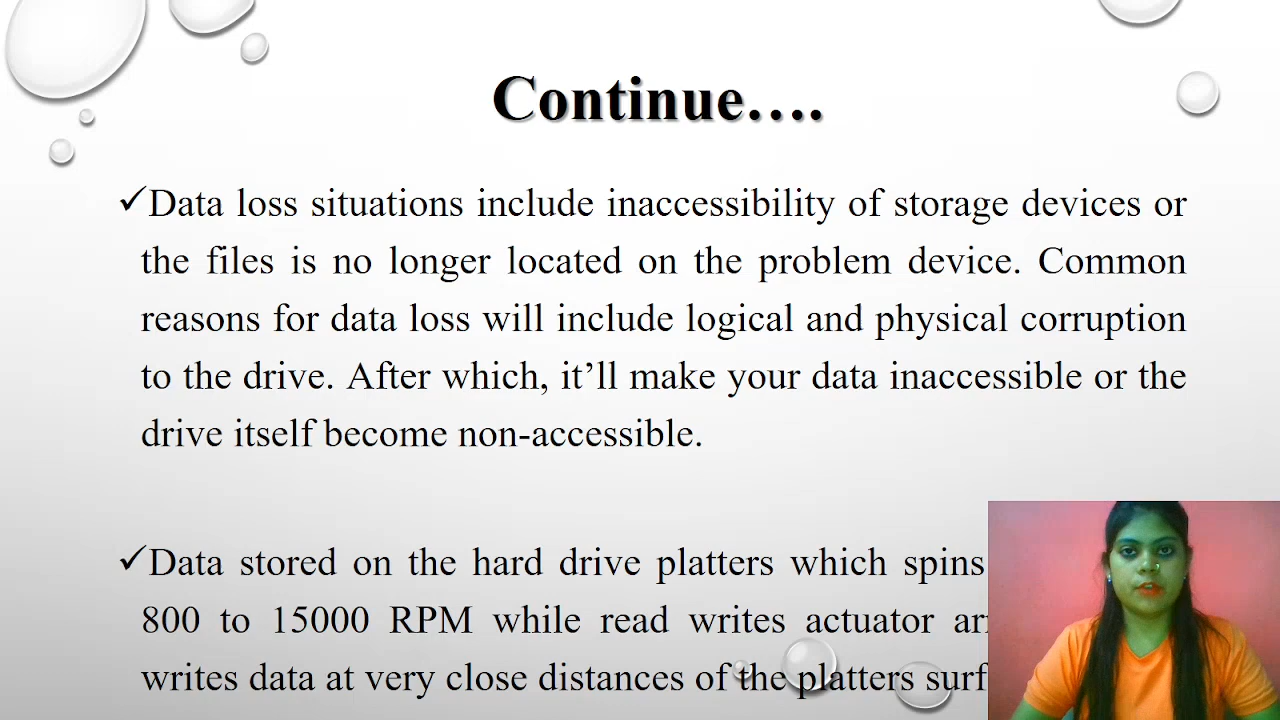 Continue….
✓Data loss situations include inaccessibility of storage devices or
the files is no longer located on the problem device. Common
reasons for data loss will include logical and physical corruption
to the drive. After which, it’ll make your data inaccessible or the
drive itself become non-accessible.
✓Data stored on the hard drive platters which spins
800 to 15000 RPM while read writes actuator
writes data at very close distances of the platters